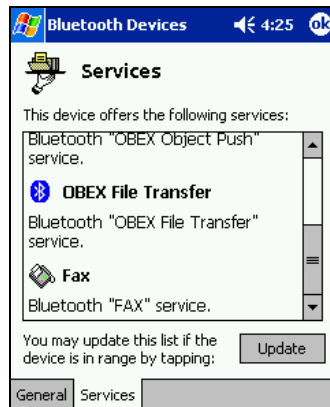 Bluetooth Devices 4:25 ok
Services
This device offers the following services:
Bluetooth "OBEX Object Push"
service.
OBEX File Transfer
Bluetooth "OBEX File Transfer"
service.
Fax
Bluetooth "FAX" service.
You may update this list if the
device is in range by tapping:
Update
General Services